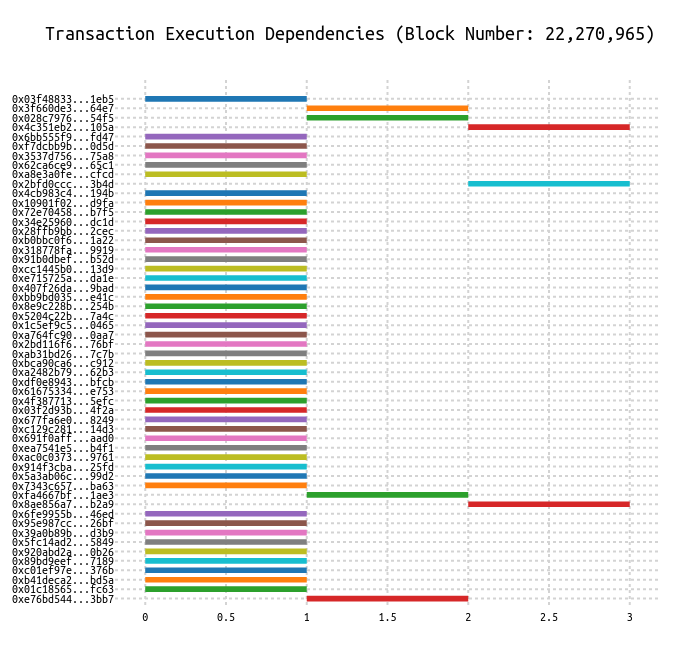 Transaction Execution Dependencies (Block Number: 22,270,965)
0x03f48833...1eb5
0x3f660de3...64e7
0x028c7976...54f5
0x4c351eb2...105a
0x6bb555f9...fd47
0xf7dcbb9b...0d5d
0x3537d756...75a8
0x62ca6ce9...65c1
0xa8e3a0fe...cfcd
0x2bfd0ccc...3b4d
0x4cb983c4...194b
0x10901f02...d9fa
0x72e70458...b7f5
0x34e25960...dc1d
0x28ffb9bb...2cec
0xb0bbc0f6...1a22
0x318778fa...9919
0x91b0dbef...b52d
0xcc1445b0...13d9
0xe715725a...da1e
0x407f26da...9bad
0xbb9bd035...e41c
0x8e9c228b...254b
0x5204c22b...7a4c
0x1c5ef9c5...0465
0xa764fc90...0aa7
0x2bd116f6...76bf
0xab31bd26...7c7b
0xbca90ca6...c912
0xa2482b79...62b3
0xdf0e8943...bfcb
0x61675334...e753
0x4f387713...5efc
0x03f2d93b...4f2a
0x677fa6e0...8249
0xc129c281...14d3
0x691f0aff...aad0
0xea7541e5...b4f1
0xac0c0373...9761
0x914f3cba...25fd
0x5a3ab06c...99d2
0x7343c657...ba63
0xfa4667bf...1ae3
0x8ae856a7...b2a9
0x6fe9955b...46ed
0x95e987cc...26bf
0x39a0b89b...d3b9
0x5fc14ad2...5849
0x920abd2a...0b26
0x89bd9eef...7189
0xc01ef97e...376b
0xb41deca2...bd5a
0x01c18565...fc63
0xe76bd544...3bb7
0 0.5 1 1.5 2 2.5 3